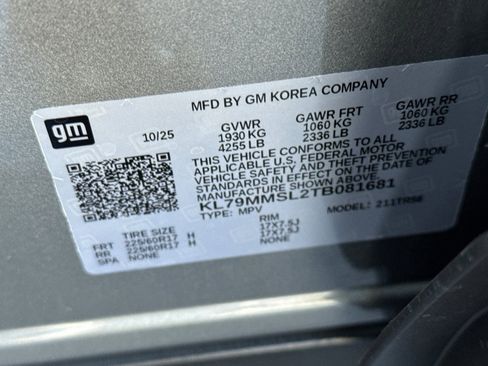 MFD BY GM KOREA COMPANY
gm
10/25
GVWR GAWR FRT GAWR RR
1930 KG 1060 KG 1060 KG
4255 LB 2336 LB 2336 LB
THIS VEHICLE CONFORMS TO ALL
APPLICABLE U.S. FEDERAL MOTOR
VEHICLE SAFETY AND THEFT PREVENTION
STANDARDS IN EFFECT ON THE DATE OF
MANUFACTURE SHOWN ABOVE.
KL79MMSL2TB081681
TYPE: MPV MODEL: 211TR56
TIRE SIZE RIM
FRT 225/60R17 H 17X7.5J
RR 225/60R17 H 17X7.5J
SPA NONE NONE